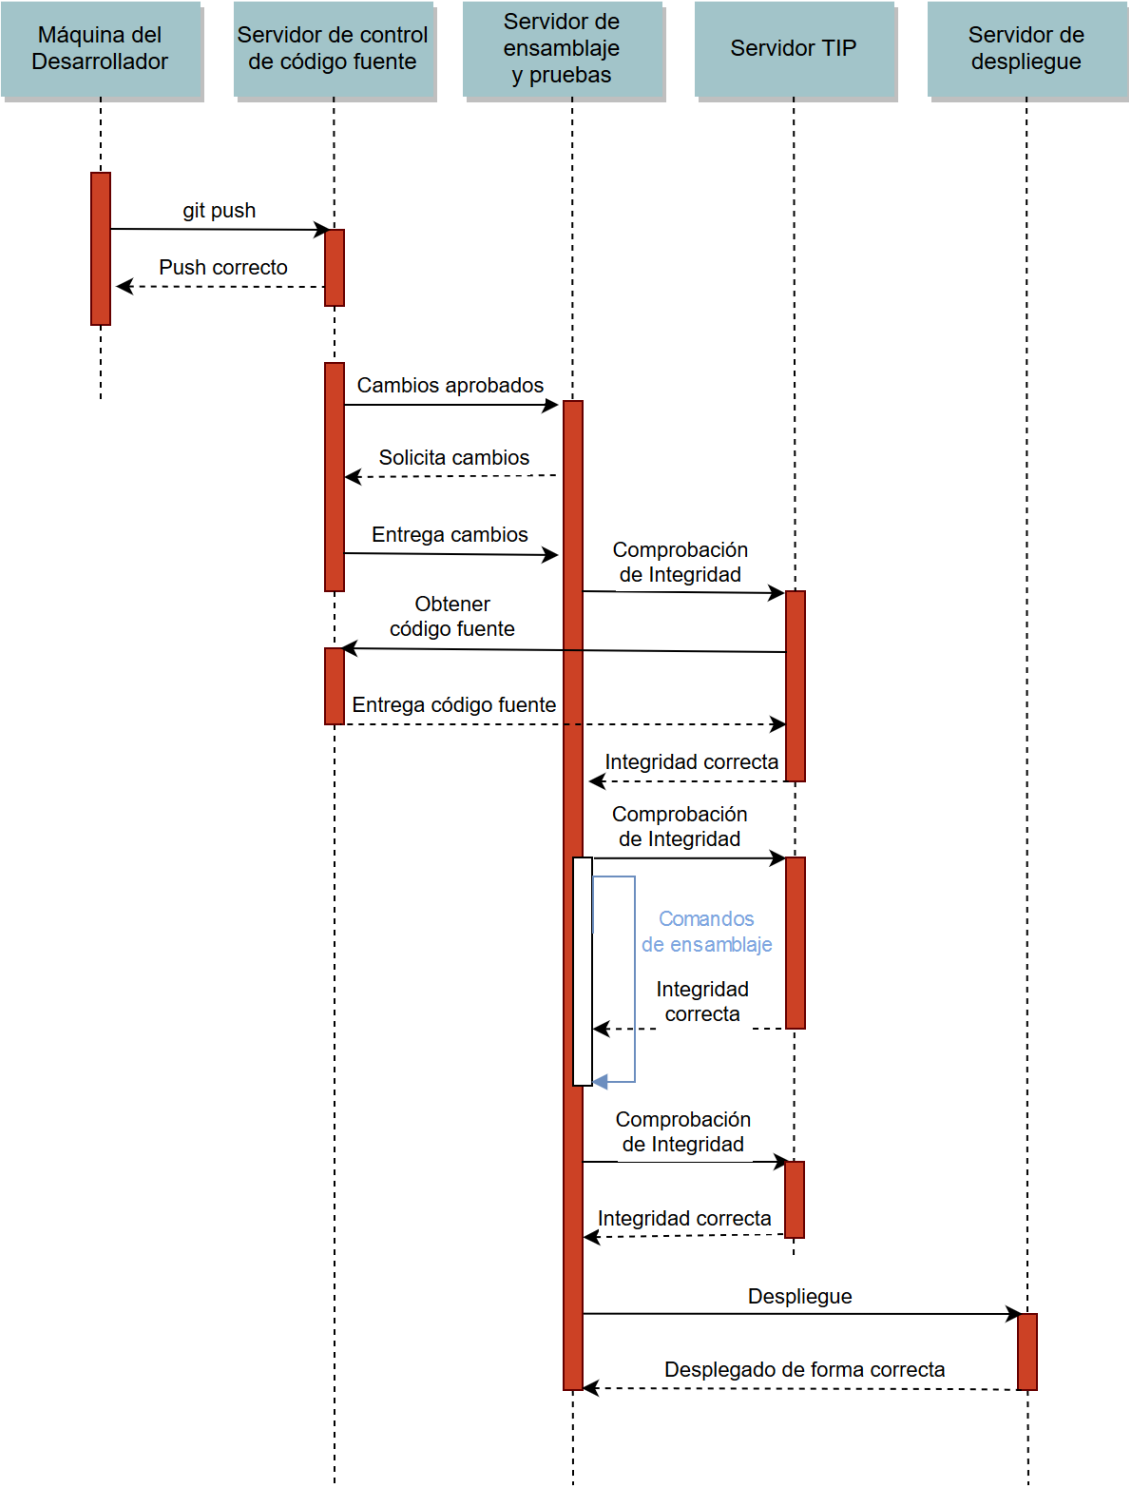 Máquina del
Desarrollador
Servidor de control
de código fuente
Servidor de
ensamblaje
y pruebas
Servidor TIP
Servidor de
despliegue
git push
Push correcto
Cambios aprobados
Solicita cambios
Entrega cambios
Comprobación
de Integridad
Obtener
código fuente
Entrega código fuente
Integridad correcta
Comprobación
de Integridad
Comandos
de ensamblaje
Integridad
correcta
Comprobación
de Integridad
Integridad correcta
Despliegue
Desplegado de forma correcta